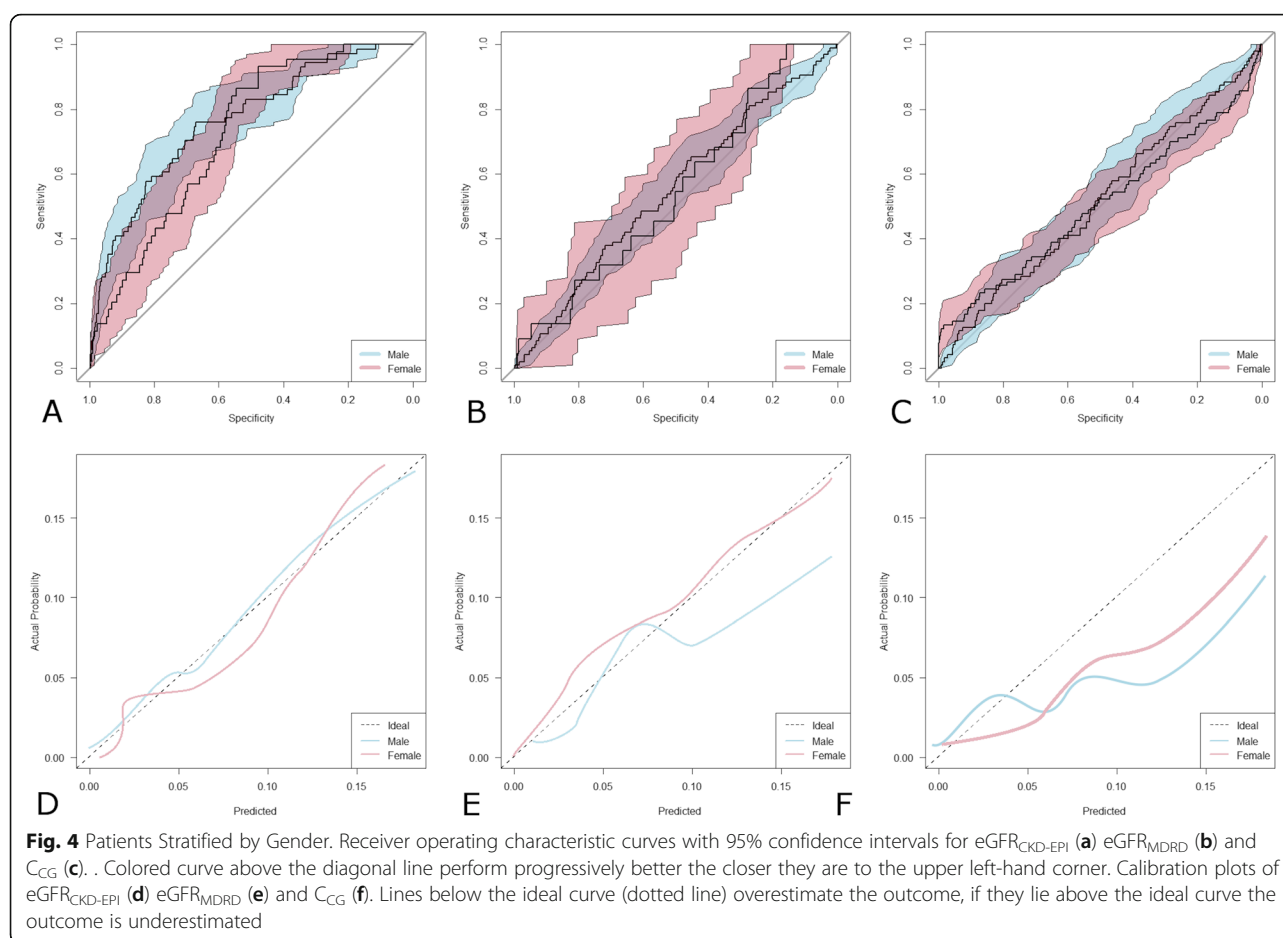 1.0
0.8
0.6
0.4
0.2
0.0
Sensitivity
1.0 0.8 0.6 0.4 0.2 0.0
Specificity
Male
Female
A
1.0
0.8
0.6
0.4
0.2
0.0
Sensitivity
1.0 0.8 0.6 0.4 0.2 0.0
Specificity
Male
Female
B
1.0
0.8
0.6
0.4
0.2
0.0
Sensitivity
1.0 0.8 0.6 0.4 0.2 0.0
Specificity
Male
Female
C
0.15
0.10
0.05
0.00
Actual Probability
0.00 0.05 0.10 0.15
Predicted
Ideal
Male
Female
D
0.15
0.10
0.05
0.00
Actual Probability
0.00 0.05 0.10 0.15
Predicted
Ideal
Male
Female
E
0.15
0.10
0.05
0.00
Actual Probability
0.00 0.05 0.10 0.15
Predicted
Ideal
Male
Female
F
Fig. 4 Patients Stratified by Gender. Receiver operating characteristic curves with 95% confidence intervals for eGFRCKD-EPI (a) eGFRMDRD (b) and
CCG (c). . Colored curve above the diagonal line perform progressively better the closer they are to the upper left-hand corner. Calibration plots of
eGFRCKD-EPI (d) eGFRMDRD (e) and CCG (f). Lines below the ideal curve (dotted line) overestimate the outcome, if they lie above the ideal curve the
outcome is underestimated